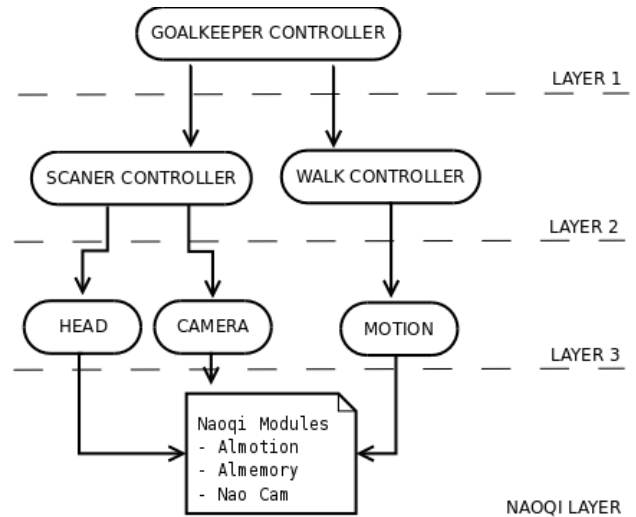 GOALKEEPER CONTROLLER
LAYER 1
SCANER CONTROLLER
WALK CONTROLLER
LAYER 2
HEAD
CAMERA
MOTION
LAYER 3
Naoqi Modules
- Almotion
- Almemory
- Nao Cam
NAOQI LAYER